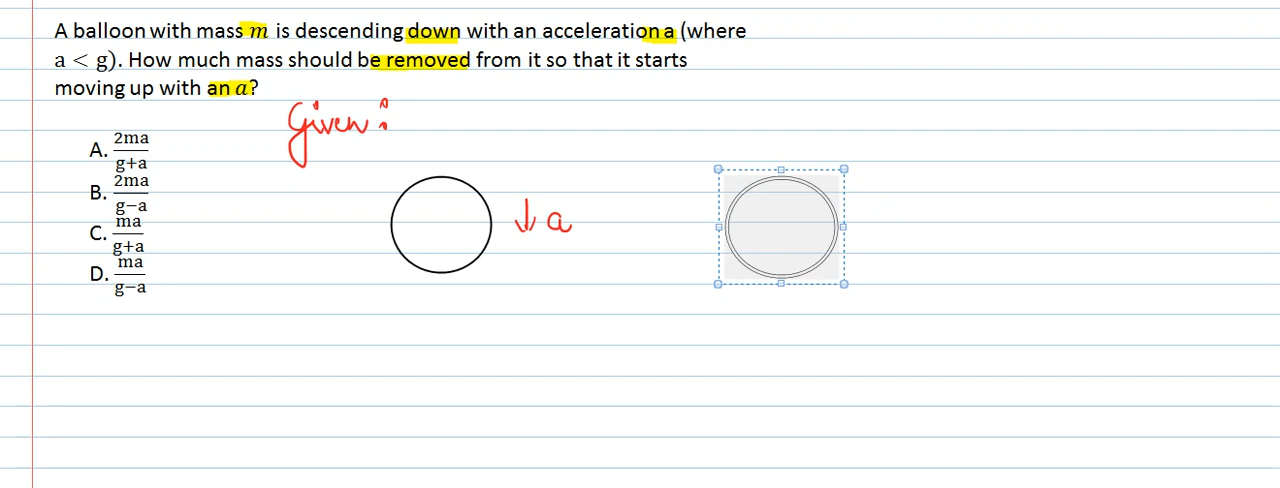 A balloon with mass m is descending down with an acceleration a (where
a < g). How much mass should be removed from it so that it starts
moving up with an a?
Given :
A. 2ma
g+a
B. 2ma
g−a
C. ma
g+a
D. ma
g−a
↓ a